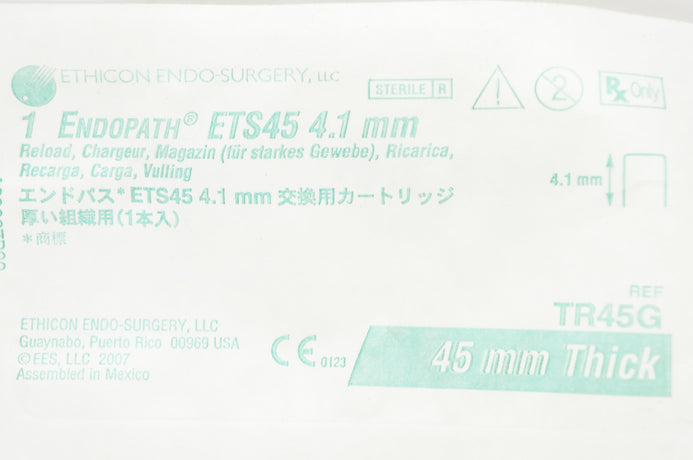 ETHICON ENDO-SURGERY, LLC
STERILE R
2
Rx Only
1 ENDOPATH® ETS45 4.1 mm
Reload, Chargeur, Magazin (für starkes Gewebe), Ricarica,
Recarga, Carga, Vulling
エンドパス* ETS45 4.1 mm 交換用カートリッジ
厚い組織用(1本入)
*商標
4.1 mm
REF
TR45G
45 mm Thick
ETHICON ENDO-SURGERY, LLC
Guaynabo, Puerto Rico 00969 USA
©EES, LLC 2007
Assembled in Mexico
CE 0123